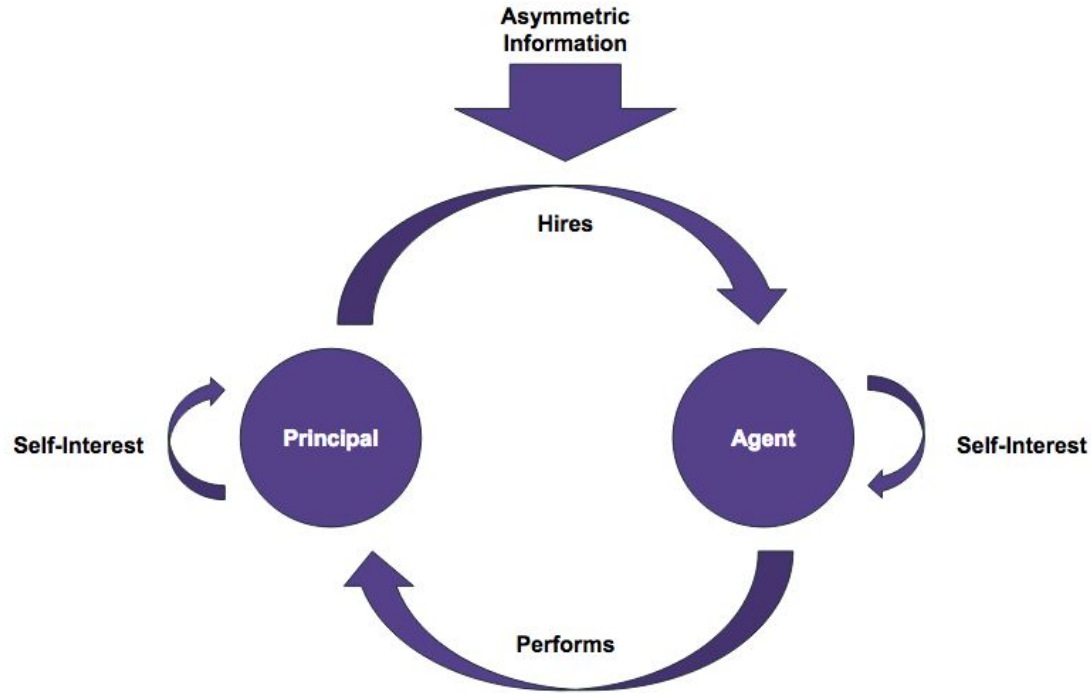 Asymmetric
Information
Hires
Principal
Agent
Self-Interest
Self-Interest
Performs